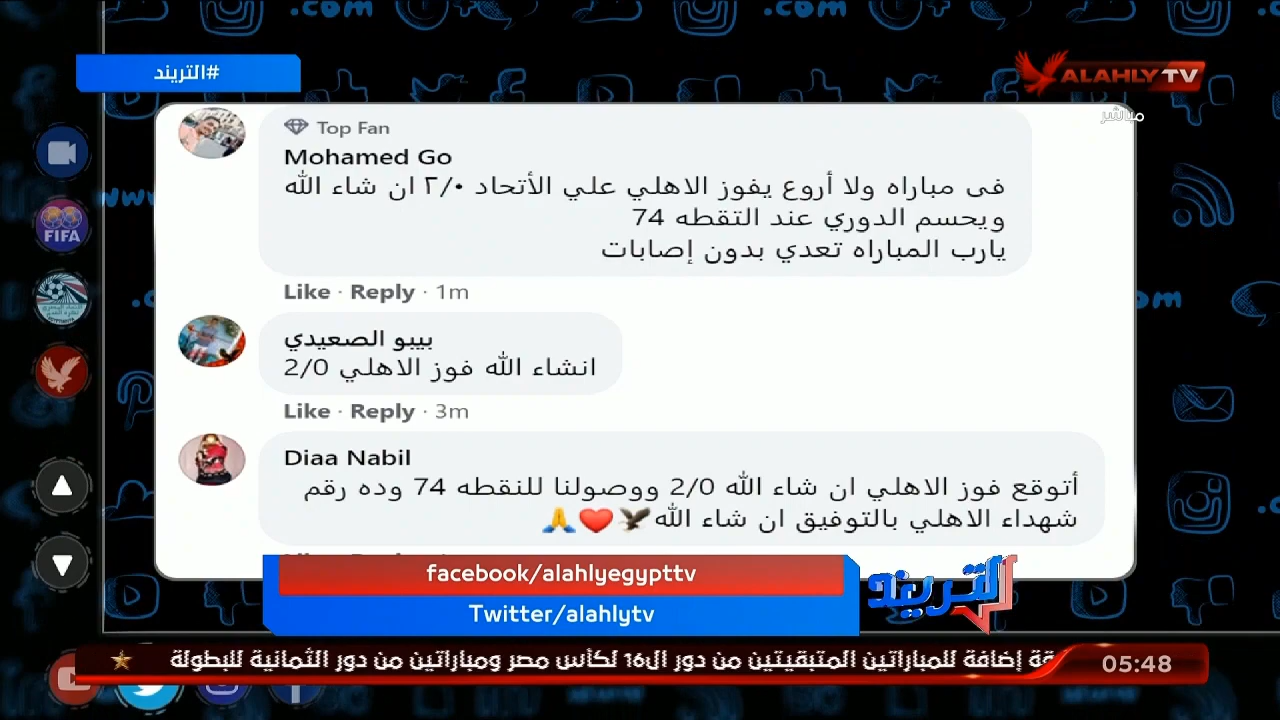 #التريند
ALAHLY TV
مباشر
Top Fan
Mohamed Go
فى مباراه ولا أروع يفوز الاهلي علي الأتحاد ٢/٠ ان شاء الله
ويحسم الدوري عند التقطه 74
يارب المباراه تعدي بدون إصابات
Like · Reply · 1m
بيبو الصعيدي
انشاء الله فوز الاهلي 2/0
Like · Reply · 3m
Diaa Nabil
أتوقع فوز الاهلي ان شاء الله 2/0 ووصولنا للنقطه 74 وده رقم
شهداء الاهلي بالتوفيق ان شاء الله🦅❤️🙏
FIFA
facebook/alahlyegypttv
Twitter/alahlytv
التريند
قة إضافة للمباراتين المتبقيتين من دور ال16 لكأس مصر ومباراتين من دور الثمانية للبطولة
05:48